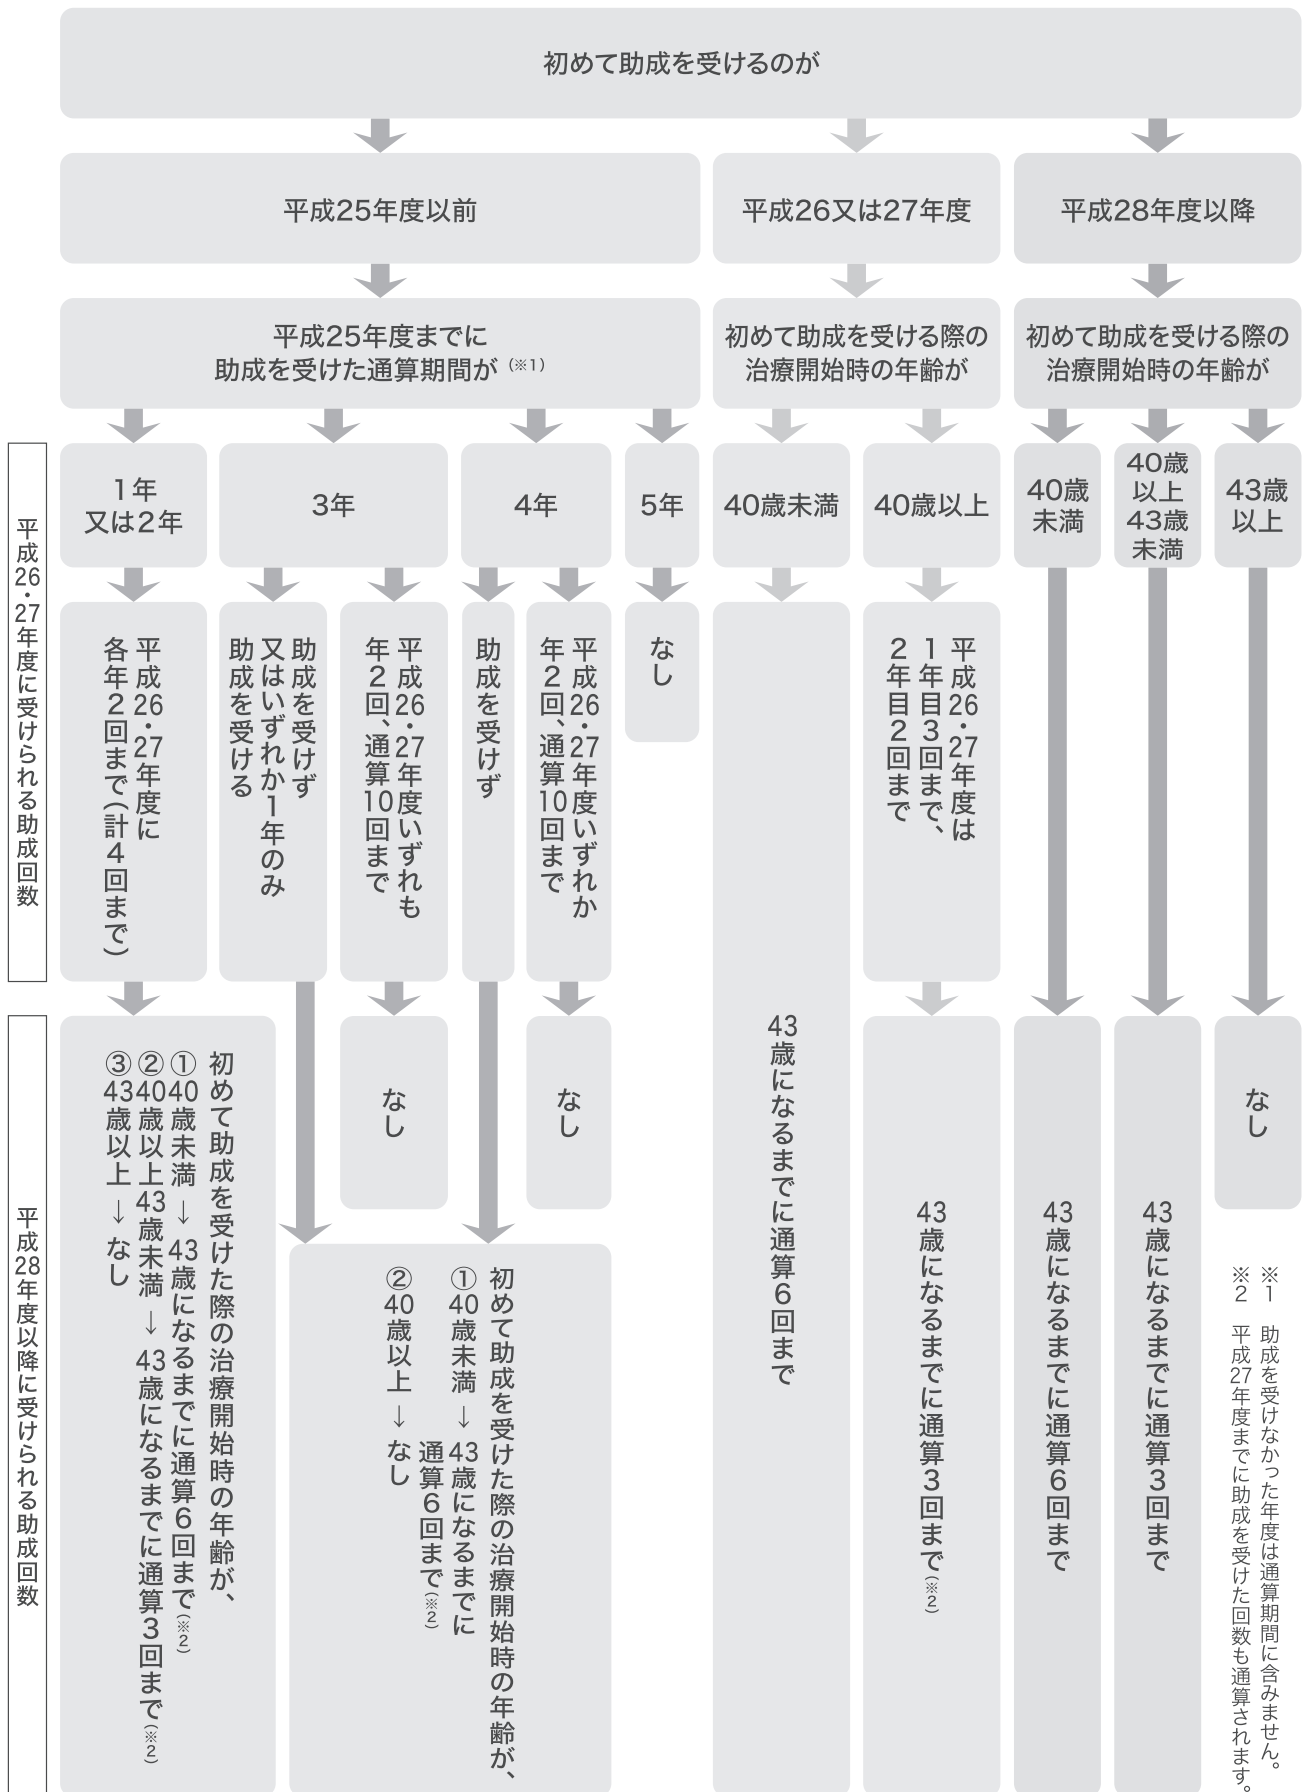 初めて助成を受けるのが
平成25年度以前
平成26又は27年度
平成28年度以降
平成25年度までに
助成を受けた通算期間が（※1）
初めて助成を受ける際の
治療開始時の年齢が
初めて助成を受ける際の
治療開始時の年齢が
平成26・27年度に受けられる助成回数
1年
又は2年
3年
4年
5年
40歳未満
40歳以上
40歳
未満
40歳
以上
43歳
未満
43歳
以上
平成26・27年度に
各年2回まで（計4回まで）
助成を受けず
又はいずれか1年のみ
助成を受ける
平成26・27年度いずれも
年2回、通算10回まで
助成を受けず
平成26・27年度いずれか
年2回、通算10回まで
なし
43歳になるまでに通算6回まで
平成26・27年度は
1年目3回まで、
2年目2回まで
平成28年度以降に受けられる助成回数
初めて助成を受けた際の治療開始時の年齢が、
①40歳未満 → 43歳になるまでに通算6回まで（※2）
②40歳以上43歳未満 → 43歳になるまでに通算3回まで（※2）
③43歳以上 → なし
なし
なし
初めて助成を受けた際の治療開始時の年齢が、
①40歳未満 → 43歳になるまでに
通算6回まで（※2）
②40歳以上 → なし
43歳になるまでに通算3回まで（※2）
43歳になるまでに通算6回まで
43歳になるまでに通算3回まで
なし
※1 助成を受けなかった年度は通算期間に含みません。
※2 平成27年度までに助成を受けた回数も通算されます。